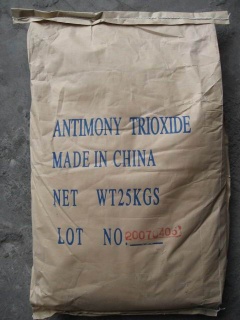 ANTIMONY TRIOXIDE
MADE IN CHINA
NET WT25KGS
LOT NO.